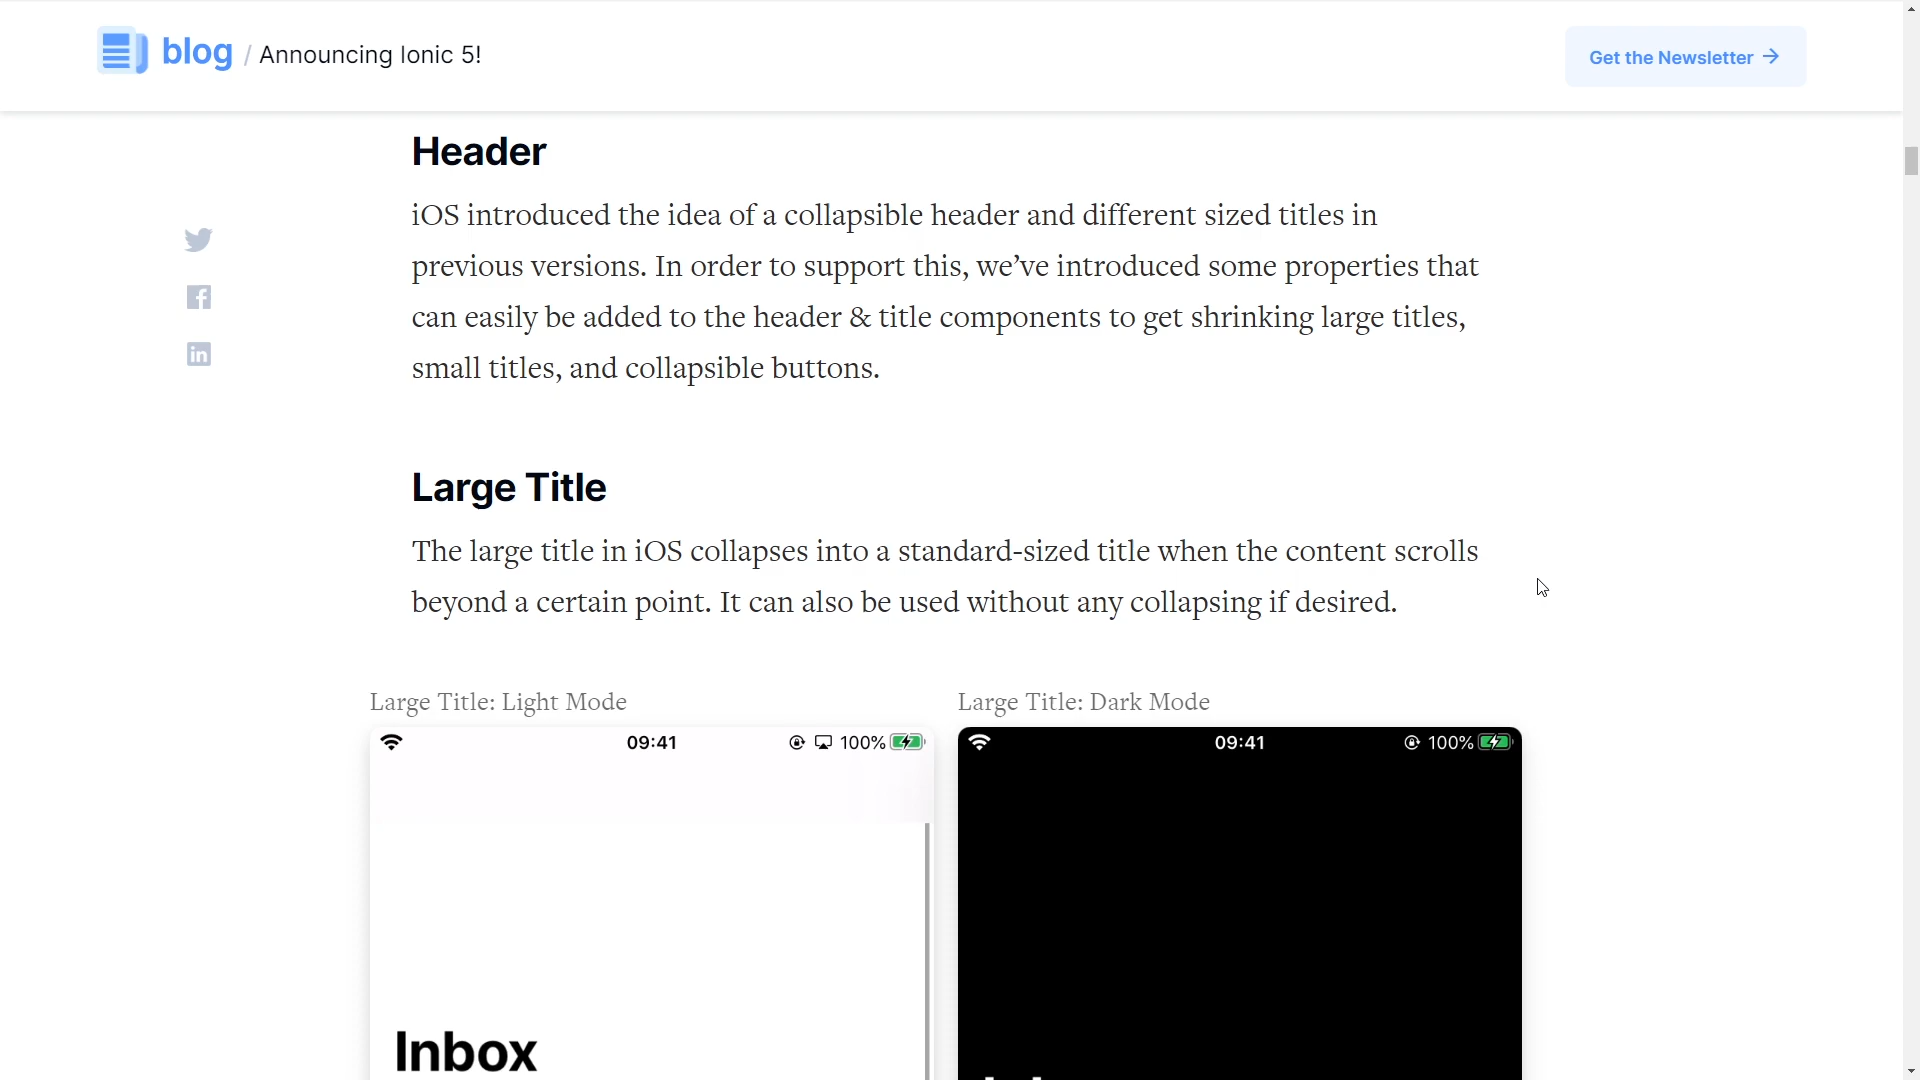 blog / Announcing Ionic 5!
Get the Newsletter →
Header
iOS introduced the idea of a collapsible header and different sized titles in
previous versions. In order to support this, we’ve introduced some properties that
can easily be added to the header & title components to get shrinking large titles,
small titles, and collapsible buttons.
Large Title
The large title in iOS collapses into a standard-sized title when the content scrolls
beyond a certain point. It can also be used without any collapsing if desired.
Large Title: Light Mode
Large Title: Dark Mode
09:41 100%
09:41 100%
Inbox